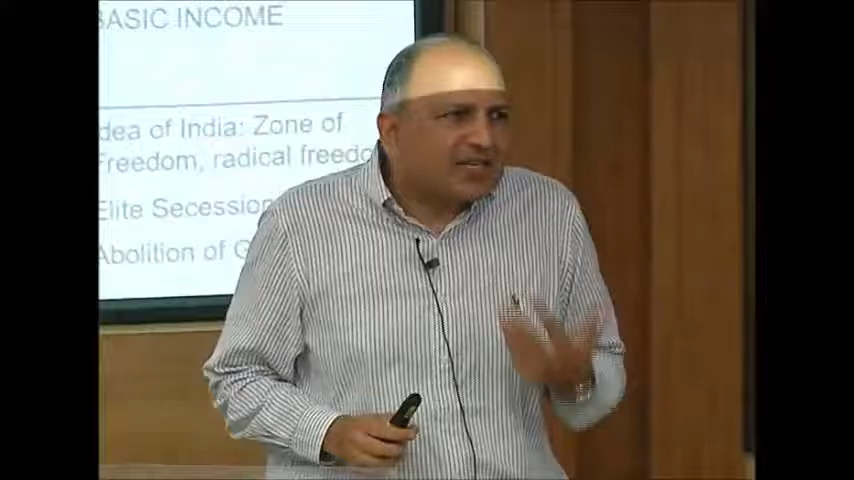 BASIC INCOME
dea of India: Zone of
Freedom, radical freedo
Elite Secession
Abolition of